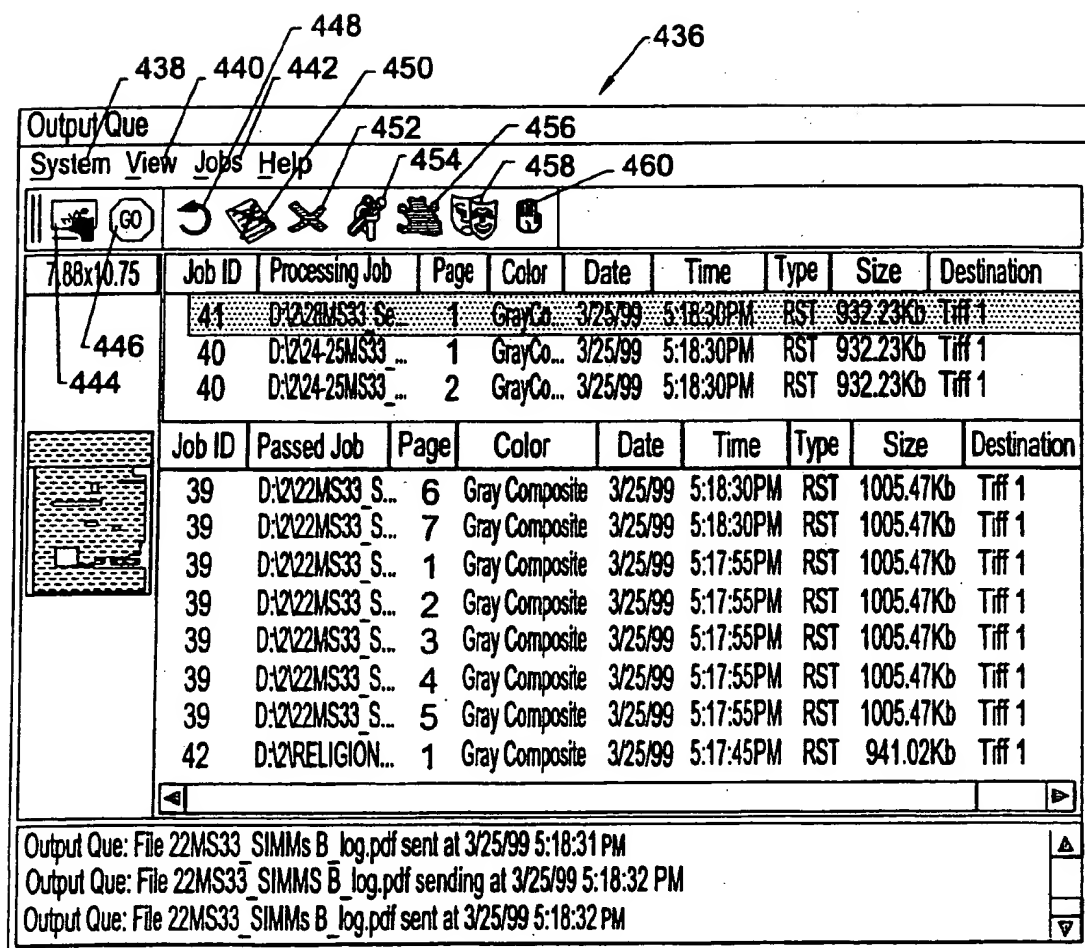 448
436
438 440 442 450
Output Que
452 456
System View Jobs Help
454 458 460
GO
7.88x10.75
Job ID Processing Job Page Color Date Time Type Size Destination
41 D:\2\28MS33_Se... 1 GrayCo... 3/25/99 5:18:30PM RST 932.23Kb Tiff 1
446
40 D:\2\24-25MS33_... 1 GrayCo... 3/25/99 5:18:30PM RST 932.23Kb Tiff 1
444
40 D:\2\24-25MS33_... 2 GrayCo... 3/25/99 5:18:30PM RST 932.23Kb Tiff 1
Job ID Passed Job Page Color Date Time Type Size Destination
39 D:\2\22MS33_S... 6 Gray Composite 3/25/99 5:18:30PM RST 1005.47Kb Tiff 1
39 D:\2\22MS33_S... 7 Gray Composite 3/25/99 5:18:30PM RST 1005.47Kb Tiff 1
39 D:\2\22MS33_S... 1 Gray Composite 3/25/99 5:17:55PM RST 1005.47Kb Tiff 1
39 D:\2\22MS33_S... 2 Gray Composite 3/25/99 5:17:55PM RST 1005.47Kb Tiff 1
39 D:\2\22MS33_S... 3 Gray Composite 3/25/99 5:17:55PM RST 1005.47Kb Tiff 1
39 D:\2\22MS33_S... 4 Gray Composite 3/25/99 5:17:55PM RST 1005.47Kb Tiff 1
39 D:\2\22MS33_S... 5 Gray Composite 3/25/99 5:17:55PM RST 1005.47Kb Tiff 1
42 D:\2\RELIGION... 1 Gray Composite 3/25/99 5:17:45PM RST 941.02Kb Tiff 1
Output Que: File 22MS33_SIMMs B_log.pdf sent at 3/25/99 5:18:31 PM
Output Que: File 22MS33_SIMMS B_log.pdf sending at 3/25/99 5:18:32 PM
Output Que: File 22MS33_SIMMs B_log.pdf sent at 3/25/99 5:18:32 PM